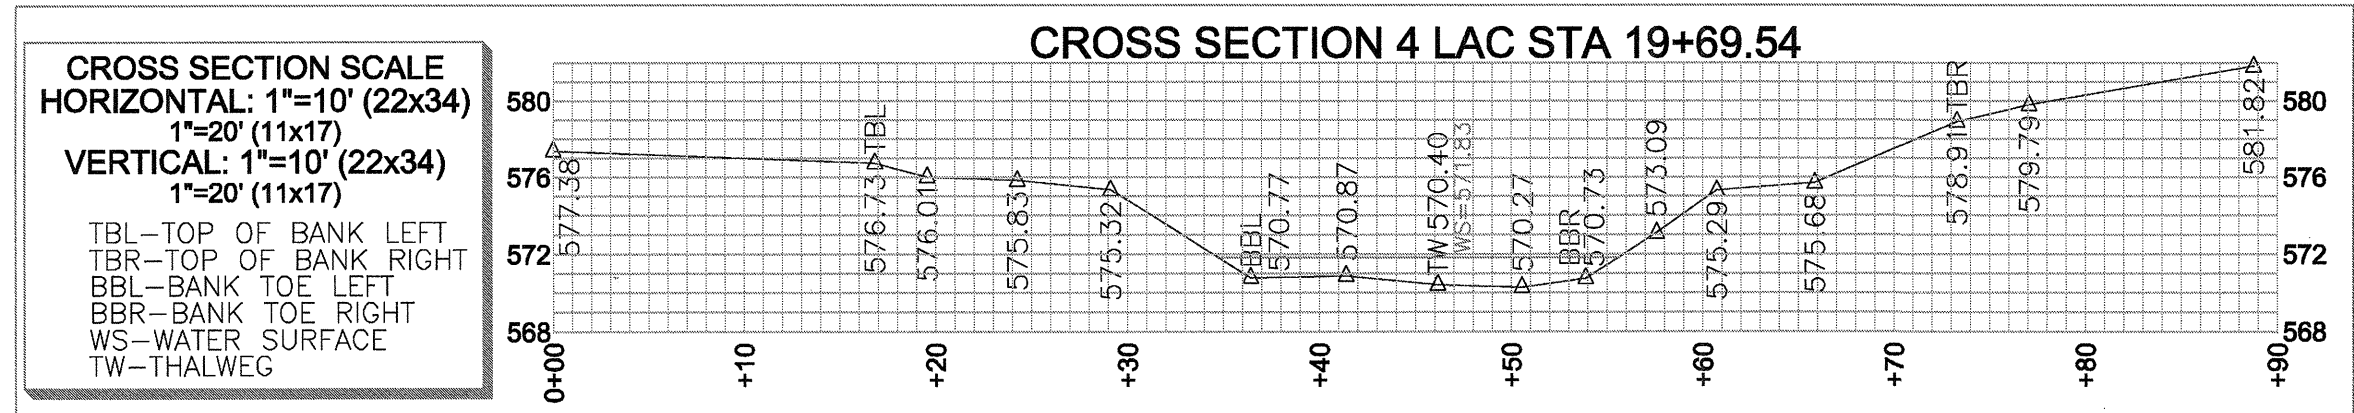 CROSS SECTION 4 LAC STA 19+69.54
CROSS SECTION SCALE
HORIZONTAL: 1"=10' (22x34)
1"=20' (11x17)
VERTICAL: 1"=10' (22x34)
1"=20' (11x17)
TBL-TOP OF BANK LEFT
TBR-TOP OF BANK RIGHT
BBL-BANK TOE LEFT
BBR-BANK TOE RIGHT
WS-WATER SURFACE
TW-THALWEG
580
576
572
568
577.38
576.73 TBL
576.01
575.83
575.32
BBL
570.77
570.87
TW 570.40
WS=571.83
570.27
BBR
570.73
573.09
575.29
575.68
578.91 TBR
579.79
581.82
580
576
572
568
0+00
+10
+20
+30
+40
+50
+60
+70
+80
+90